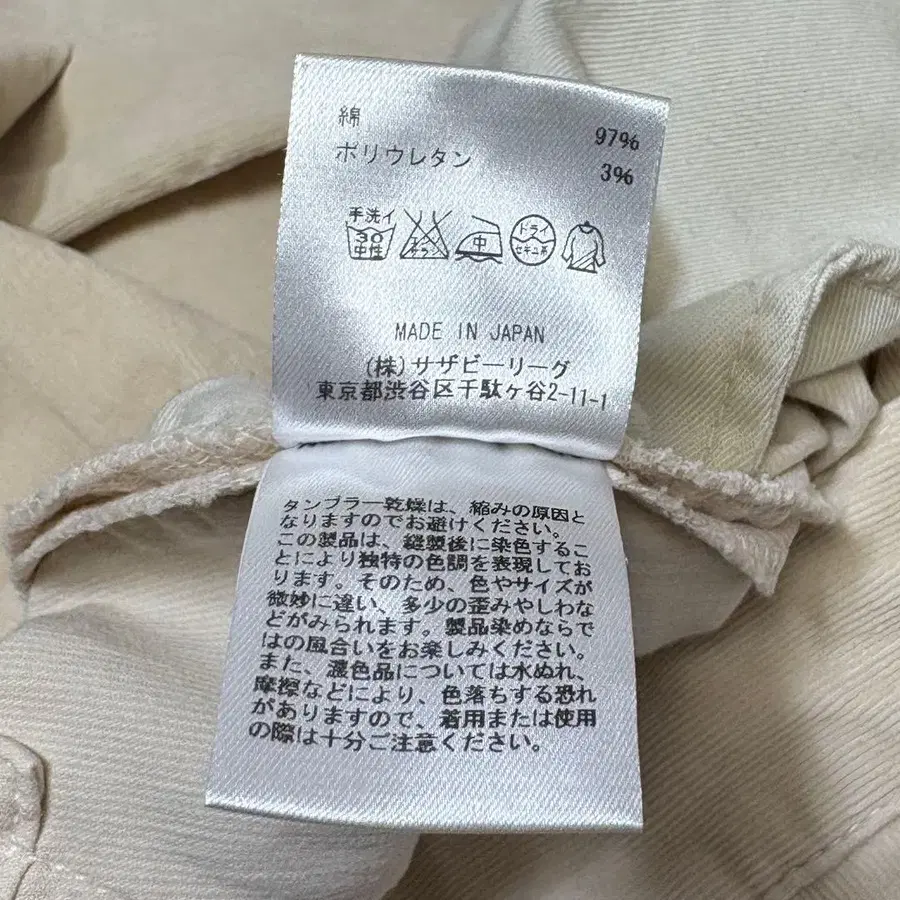 綿 97%
ポリウレタン 3%
手洗イ 30 中性 中 ドライ セキユ系
MADE IN JAPAN
(株)サザビーリーグ
東京都渋谷区千駄ヶ谷2-11-1
タンブラー乾燥は、縮みの原因と
なりますのでお避けください。
この製品は、縫製後に染色するこ
とにより独特の色調を表現してお
ります。そのため、色やサイズが
微妙に違い、多少の歪みやしわな
どがみられます。製品染めならで
はの風合いをお楽しみください。
また、濃色品については水ぬれ、
摩擦などにより、色落ちする恐れ
がありますので、着用または使用
の際は十分ご注意ください。